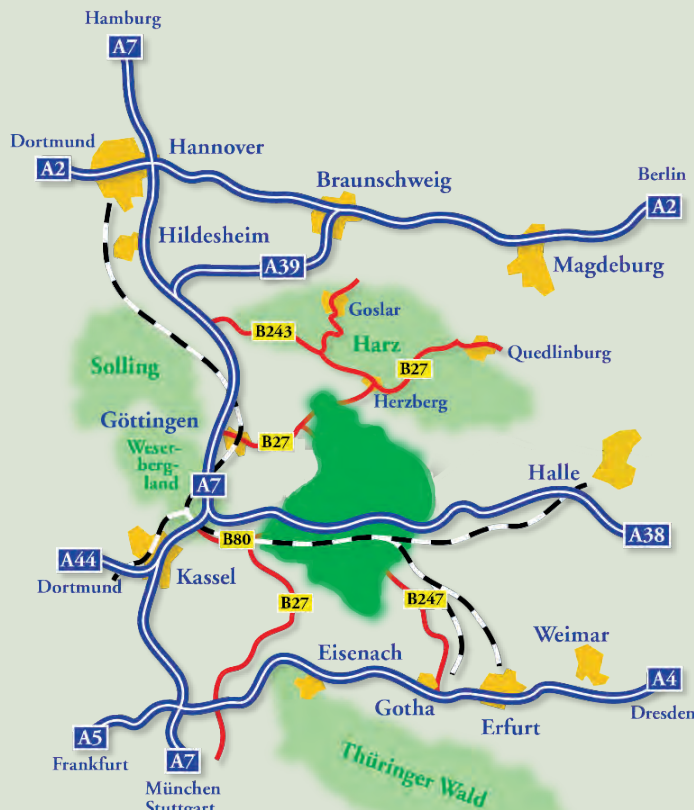 Hamburg
A7
Dortmund
A2
Hannover
Braunschweig
Berlin
A2
Hildesheim
A39
Magdeburg
Goslar
B243
Harz
Solling
B27
Quedlinburg
Herzberg
Göttingen
B27
Weser-
berg-
land
A7
Halle
A38
B80
A44
Dortmund
Kassel
B27
B247
Weimar
Eisenach
A4
Dresden
Gotha
Erfurt
A5
Frankfurt
A7
München
Stuttgart
Thüringer Wald